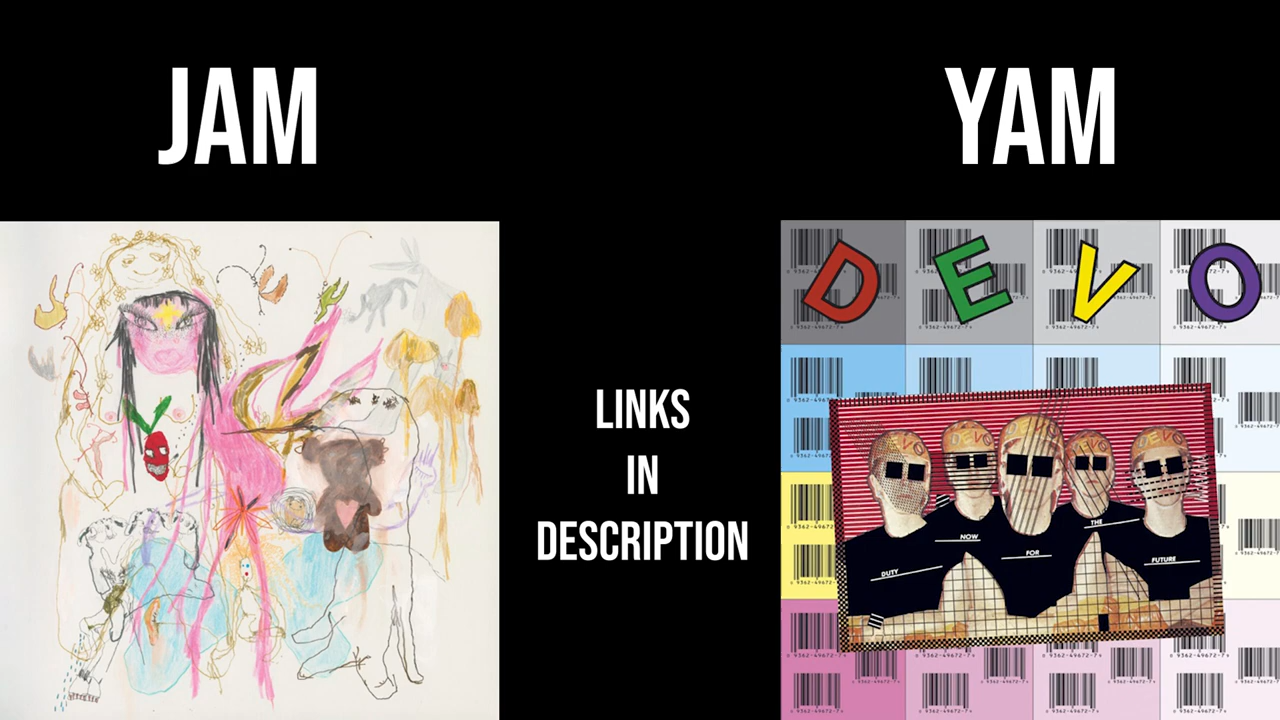 JAM
YAM
LINKS
IN
DESCRIPTION
DEVO
DUTY
NOW
FOR
THE
FUTURE